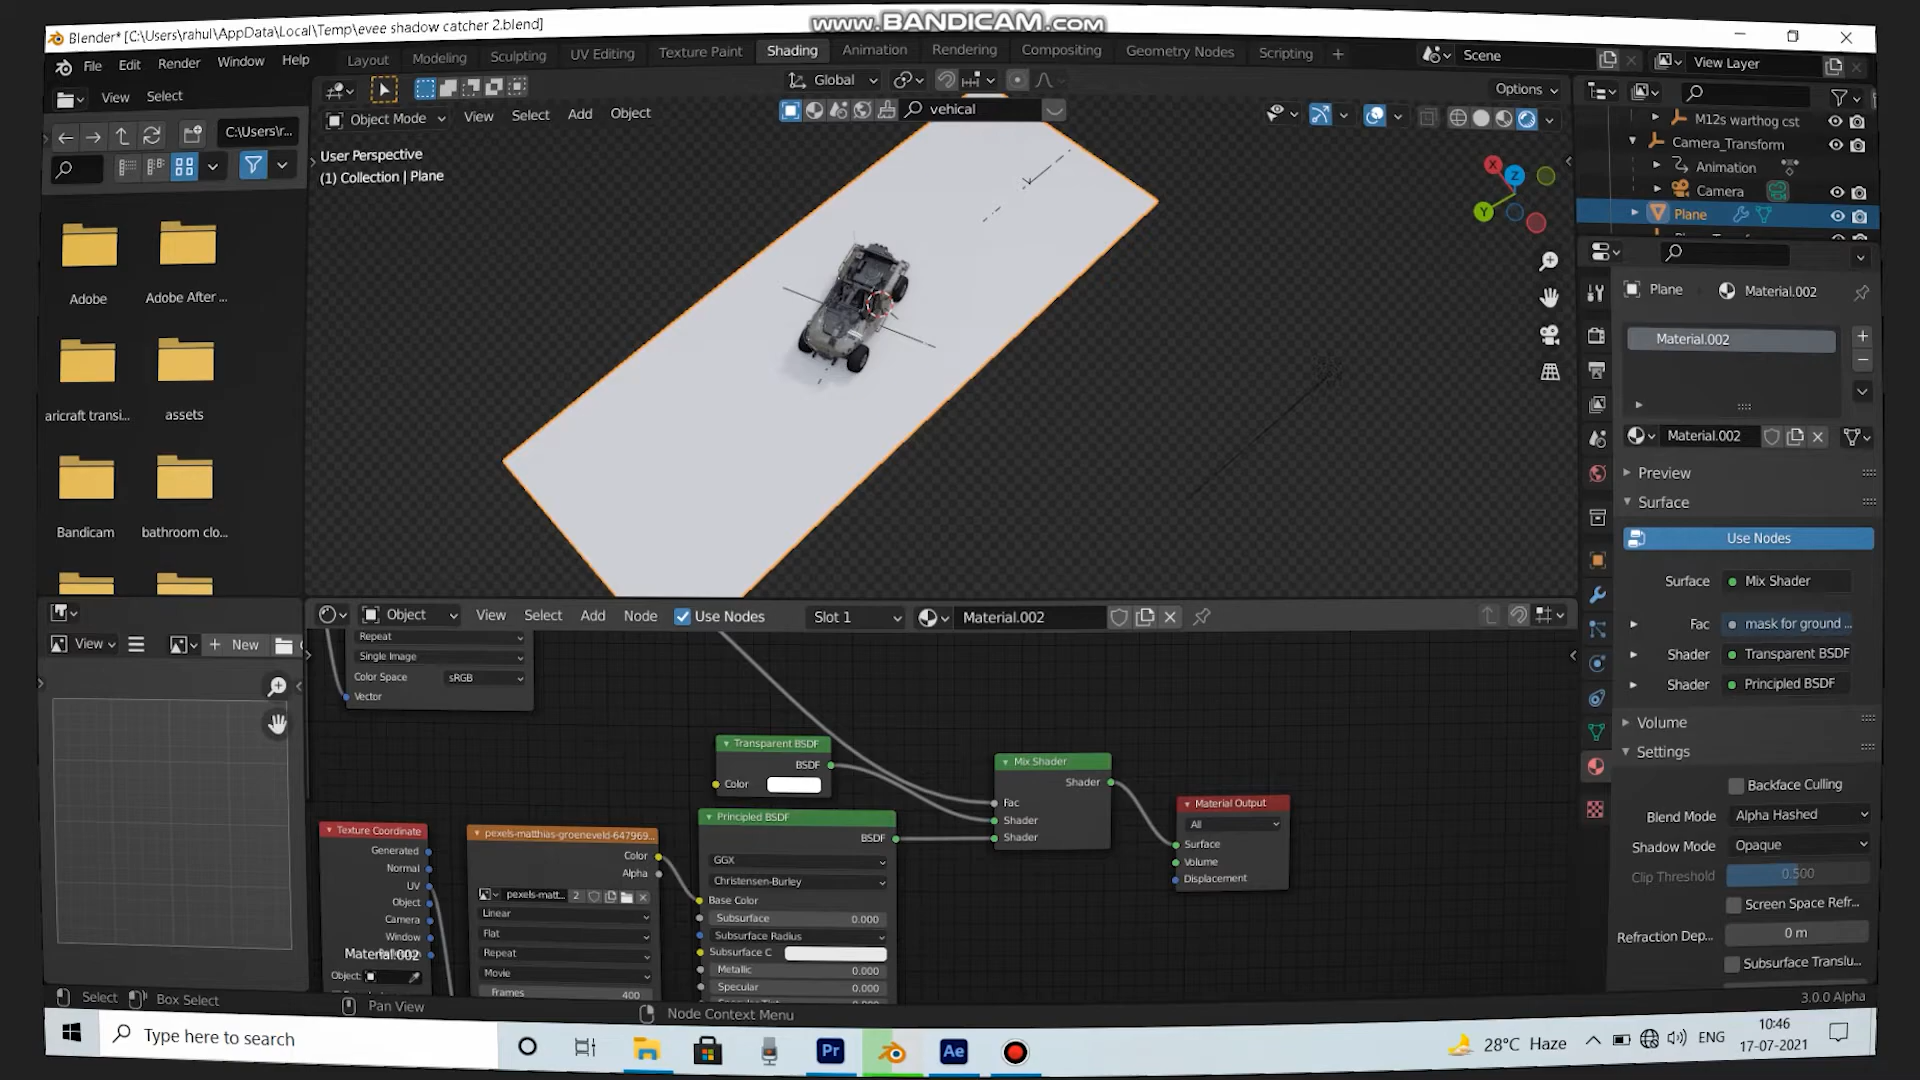 www.BANDICAM.com
Blender* [C:\Users\rahul\AppData\Local\Temp\evee shadow catcher 2.blend]
File Edit Render Window Help
Layout Modeling Sculpting UV Editing Texture Paint Shading Animation Rendering Compositing Geometry Nodes Scripting +
Scene
View Layer
View Select
Global
Options
C:\Users\r...
Object Mode View Select Add Object
vehical
User Perspective
(1) Collection | Plane
X
Y
Z
Adobe
Adobe After ...
aricraft transi...
assets
Bandicam
bathroom clo...
M12s warthog cst
Camera_Transform
Animation
Camera
Plane
Plane
Material.002
Material.002
Material.002
Preview
Surface
Use Nodes
Surface Mix Shader
Fac mask for ground ...
Shader Transparent BSDF
Shader Principled BSDF
Volume
Settings
Backface Culling
Blend Mode Alpha Hashed
Shadow Mode Opaque
Clip Threshold 0.500
Screen Space Refr...
Refraction Dep... 0 m
Subsurface Translu...
3.0.0 Alpha
View
+ New
Object View Select Add Node Use Nodes Slot 1 Material.002
Repeat
Single Image
Color Space sRGB
Vector
Transparent BSDF
BSDF
Color
Mix Shader
Shader
Fac
Shader
Shader
Material Output
All
Surface
Volume
Displacement
Texture Coordinate
Generated
Normal
UV
Object
Camera
Window
Material.002
Object:
pexels-matthias-groeneveld-647969...
Color
Alpha
pexels-matt... 2
Linear
Flat
Repeat
Movie
Frames 400
Principled BSDF
BSDF
GGX
Christensen-Burley
Base Color
Subsurface 0.000
Subsurface Radius
Subsurface C
Metallic 0.000
Specular 0.000
Select
Box Select
Pan View
Node Context Menu
Type here to search
Pr
Ae
28°C Haze
ENG
10:46
17-07-2021